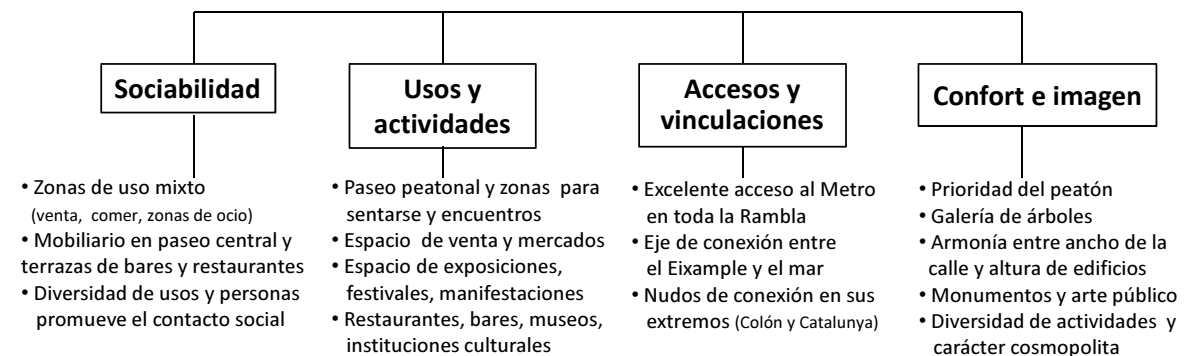 Sociabilidad
• Zonas de uso mixto
(venta, comer, zonas de ocio)
• Mobiliario en paseo central y
terrazas de bares y restaurantes
• Diversidad de usos y personas
promueve el contacto social
Usos y
actividades
• Paseo peatonal y zonas para
sentarse y encuentros
• Espacio de venta y mercados
• Espacio de exposiciones,
festivales, manifestaciones
• Restaurantes, bares, museos,
instituciones culturales
Accesos y
vinculaciones
• Excelente acceso al Metro
en toda la Rambla
• Eje de conexión entre
el Eixample y el mar
• Nudos de conexión en sus
extremos (Colón y Catalunya)
Confort e imagen
• Prioridad del peatón
• Galería de árboles
• Armonía entre ancho de la
calle y altura de edificios
• Monumentos y arte público
• Diversidad de actividades y
carácter cosmopolita